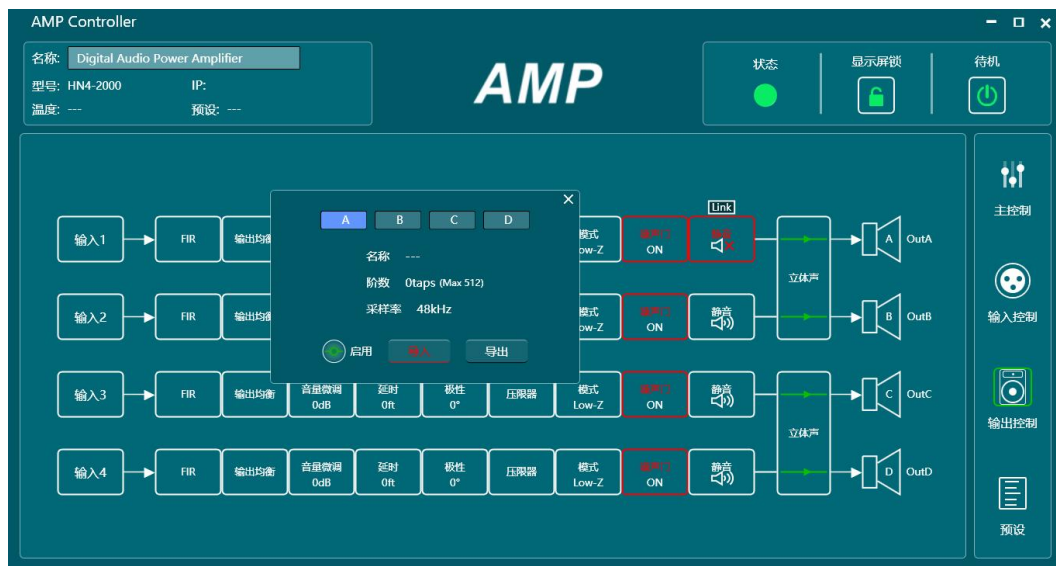 AMP Controller
名称: Digital Audio Power Amplifier
型号: HN4-2000 IP:
温度: --- 预设: ---
AMP
状态
显示屏锁
待机
主控制
输入控制
输出控制
预设
A B C D
名称 ---
阶数 0taps (Max 512)
采样率 48kHz
启用 导出
Link
输入1 FIR 输出均衡 模式 ow-Z ON A OutA
立体声
输入2 FIR 输出均衡 模式 ow-Z ON 静音 B OutB
输入3 FIR 输出均衡 音量微调 0dB 延时 0ft 极性 0° 压限器 模式 Low-Z ON 静音 C OutC
立体声
输入4 FIR 输出均衡 音量微调 0dB 延时 0ft 极性 0° 压限器 模式 Low-Z ON 静音 D OutD